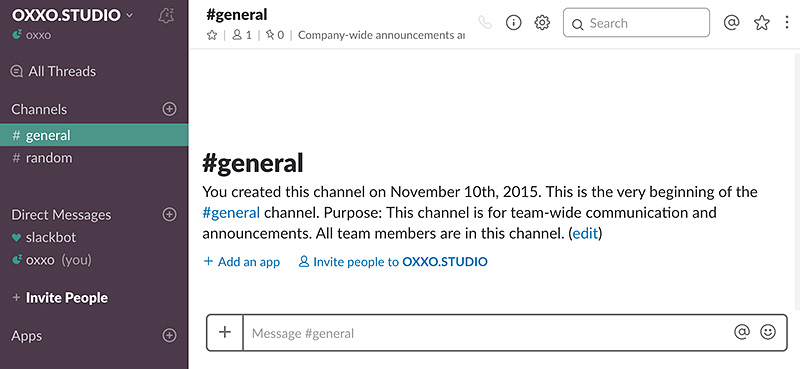 OXXO.STUDIO
oxxo
All Threads
Channels
# general
# random
Direct Messages
slackbot
oxxo (you)
+ Invite People
Apps
#general
1 | 0 | Company-wide announcements a
Search
#general
You created this channel on November 10th, 2015. This is the very beginning of the
#general channel. Purpose: This channel is for team-wide communication and
announcements. All team members are in this channel. (edit)
+ Add an app Invite people to OXXO.STUDIO
Message #general